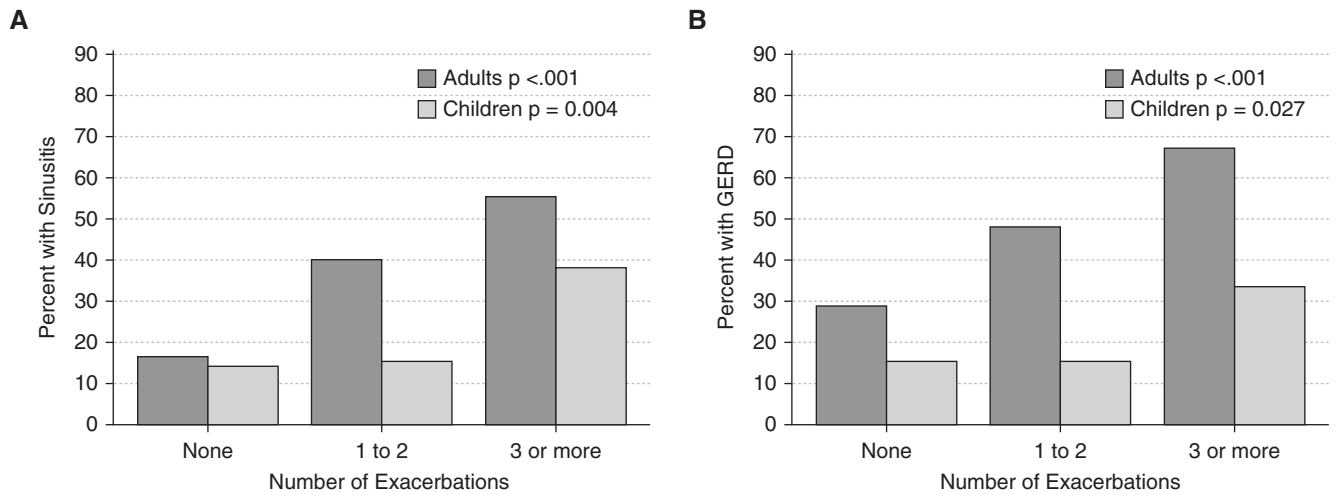 A
Percent with Sinusitis
90
80
70
60
50
40
30
20
10
0
Adults p <.001
Children p = 0.004
None
1 to 2
3 or more
Number of Exacerbations
B
Percent with GERD
90
80
70
60
50
40
30
20
10
0
Adults p <.001
Children p = 0.027
None
1 to 2
3 or more
Number of Exacerbations